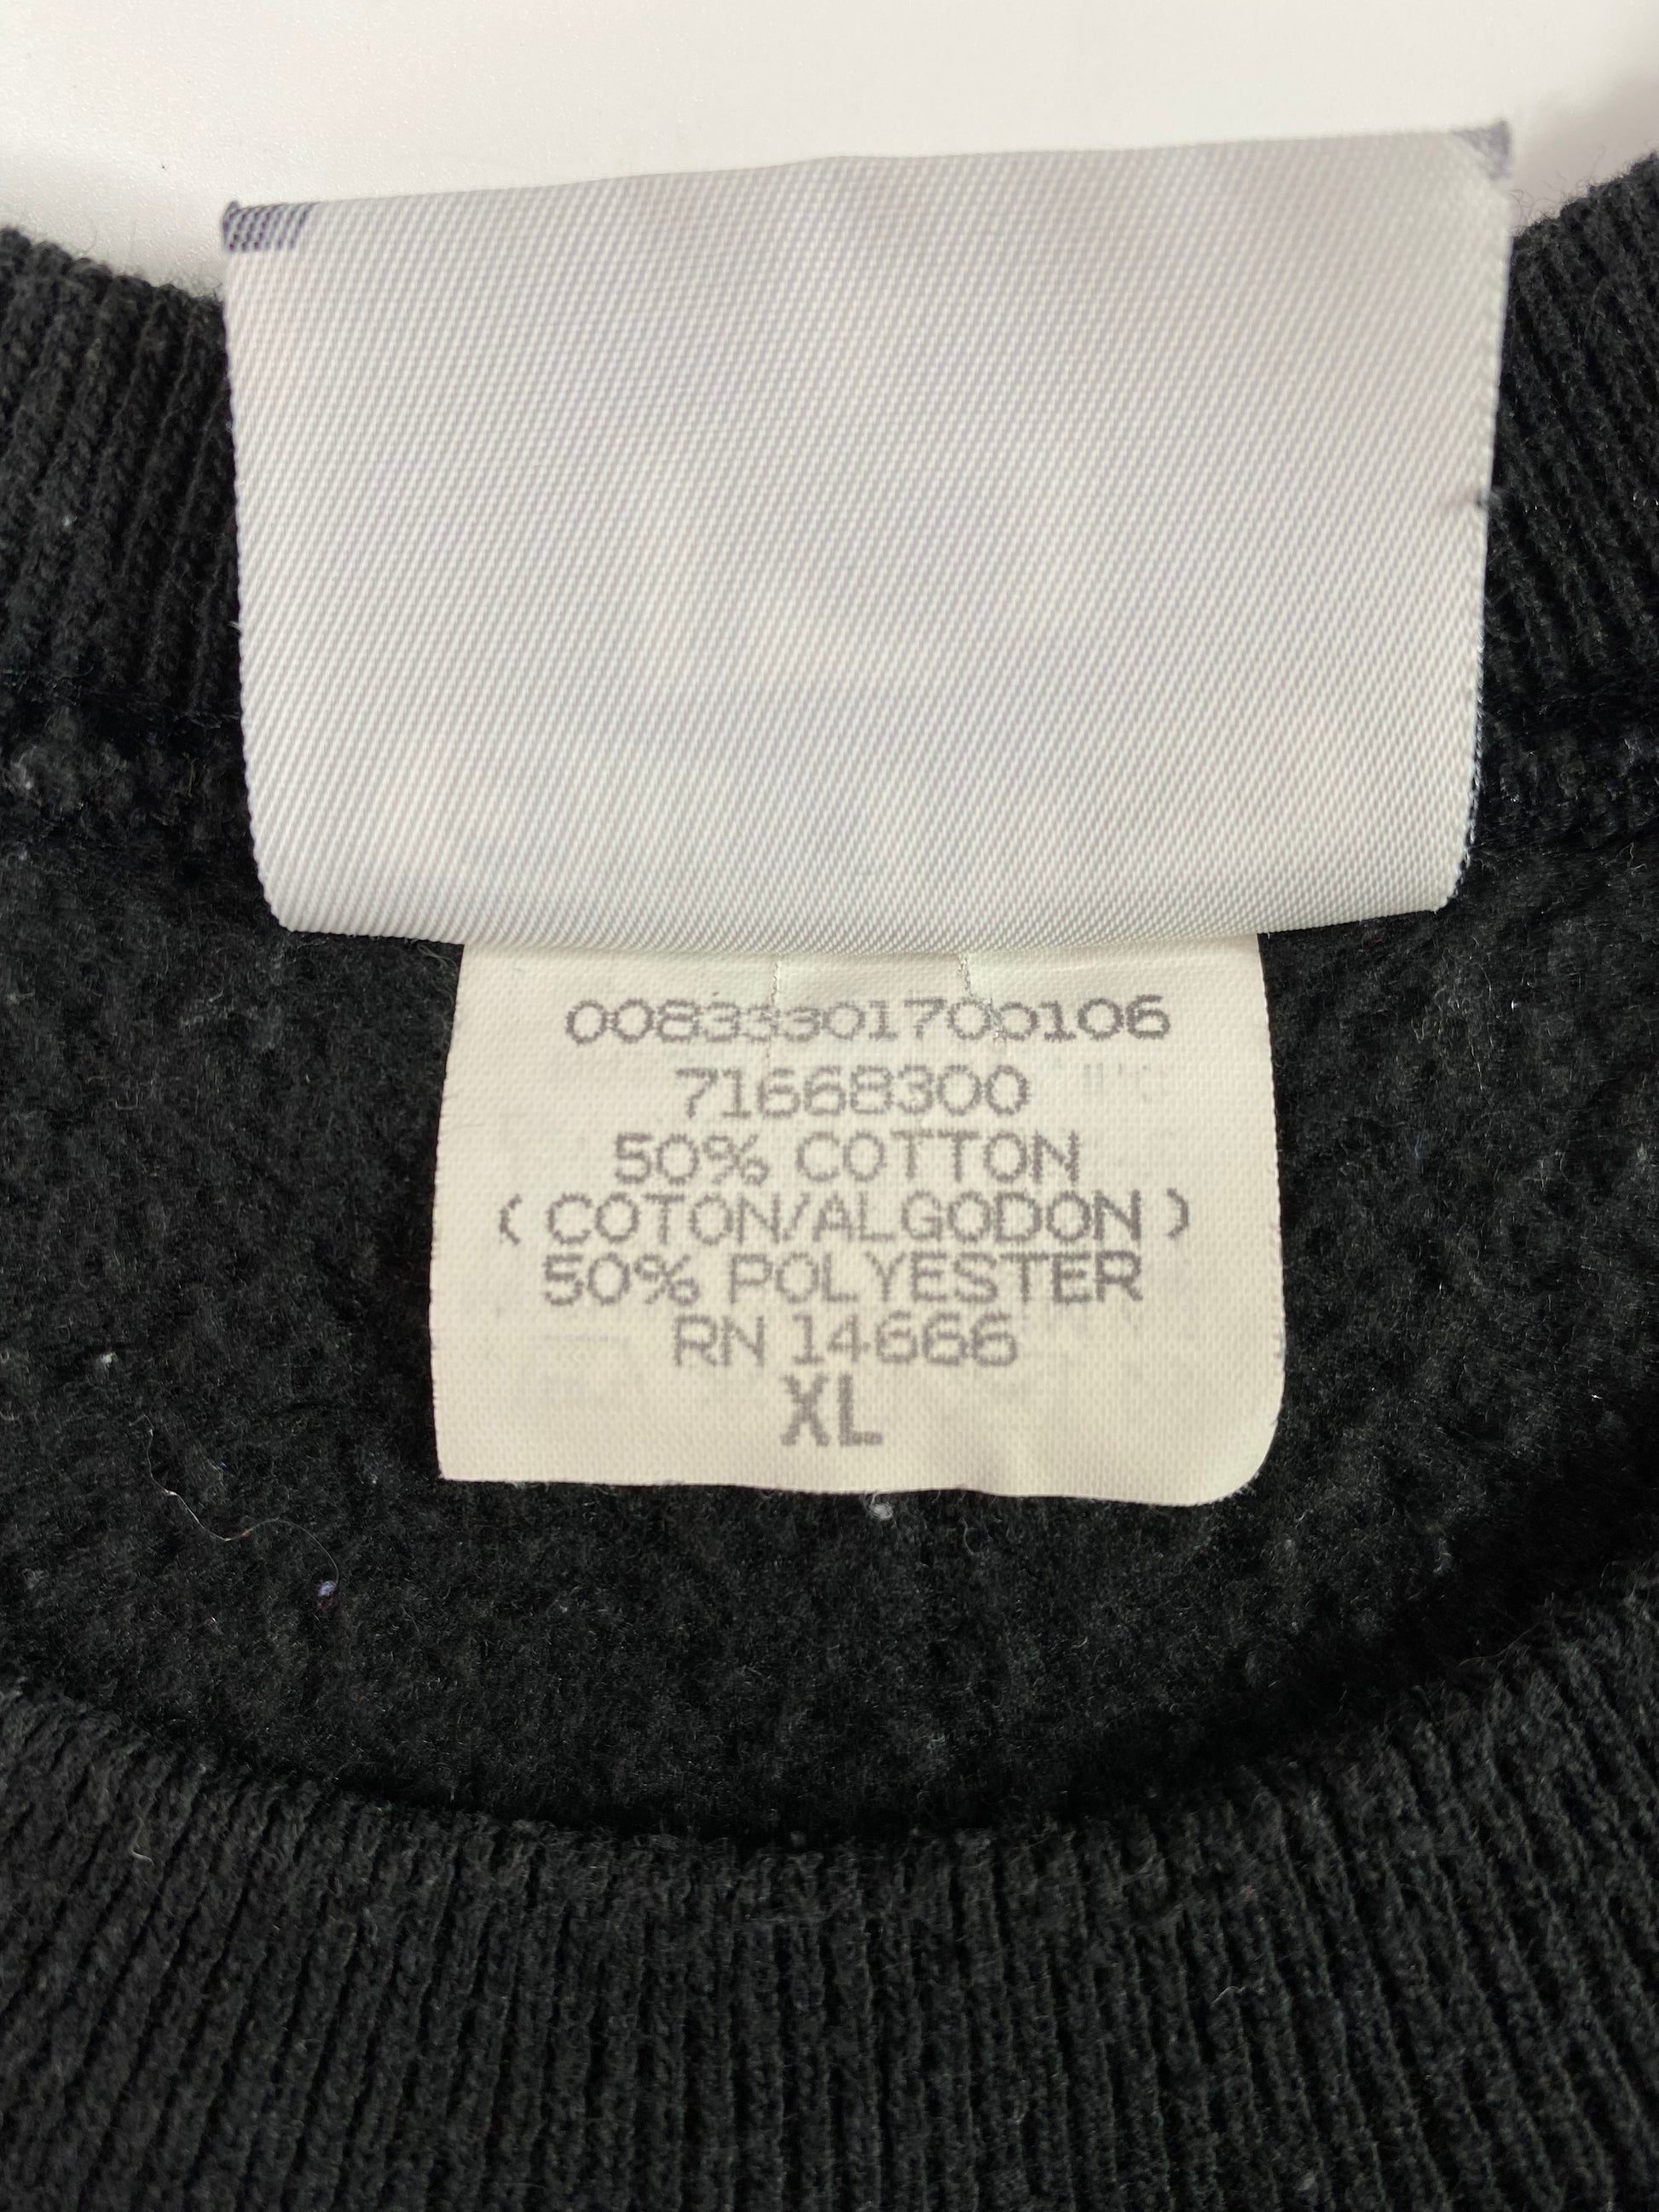 00833301700106
71668300
50% COTTON
( COTON/ALGODON )
50% POLYESTER
RN 14666
XL